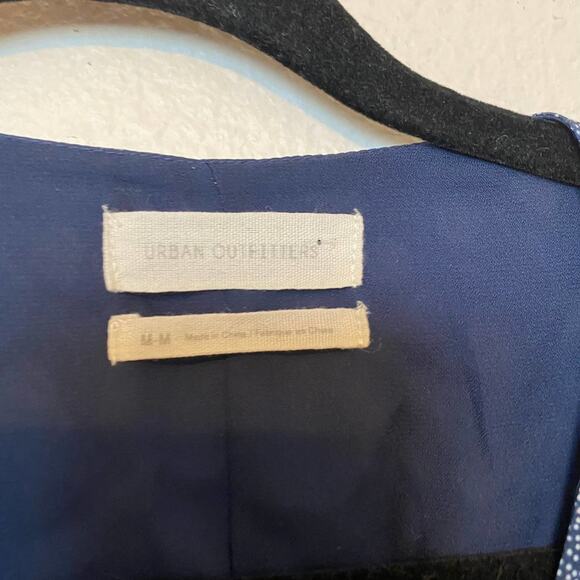 URBAN OUTFITTERS
M-M Made in China / Fabriqué en Chine